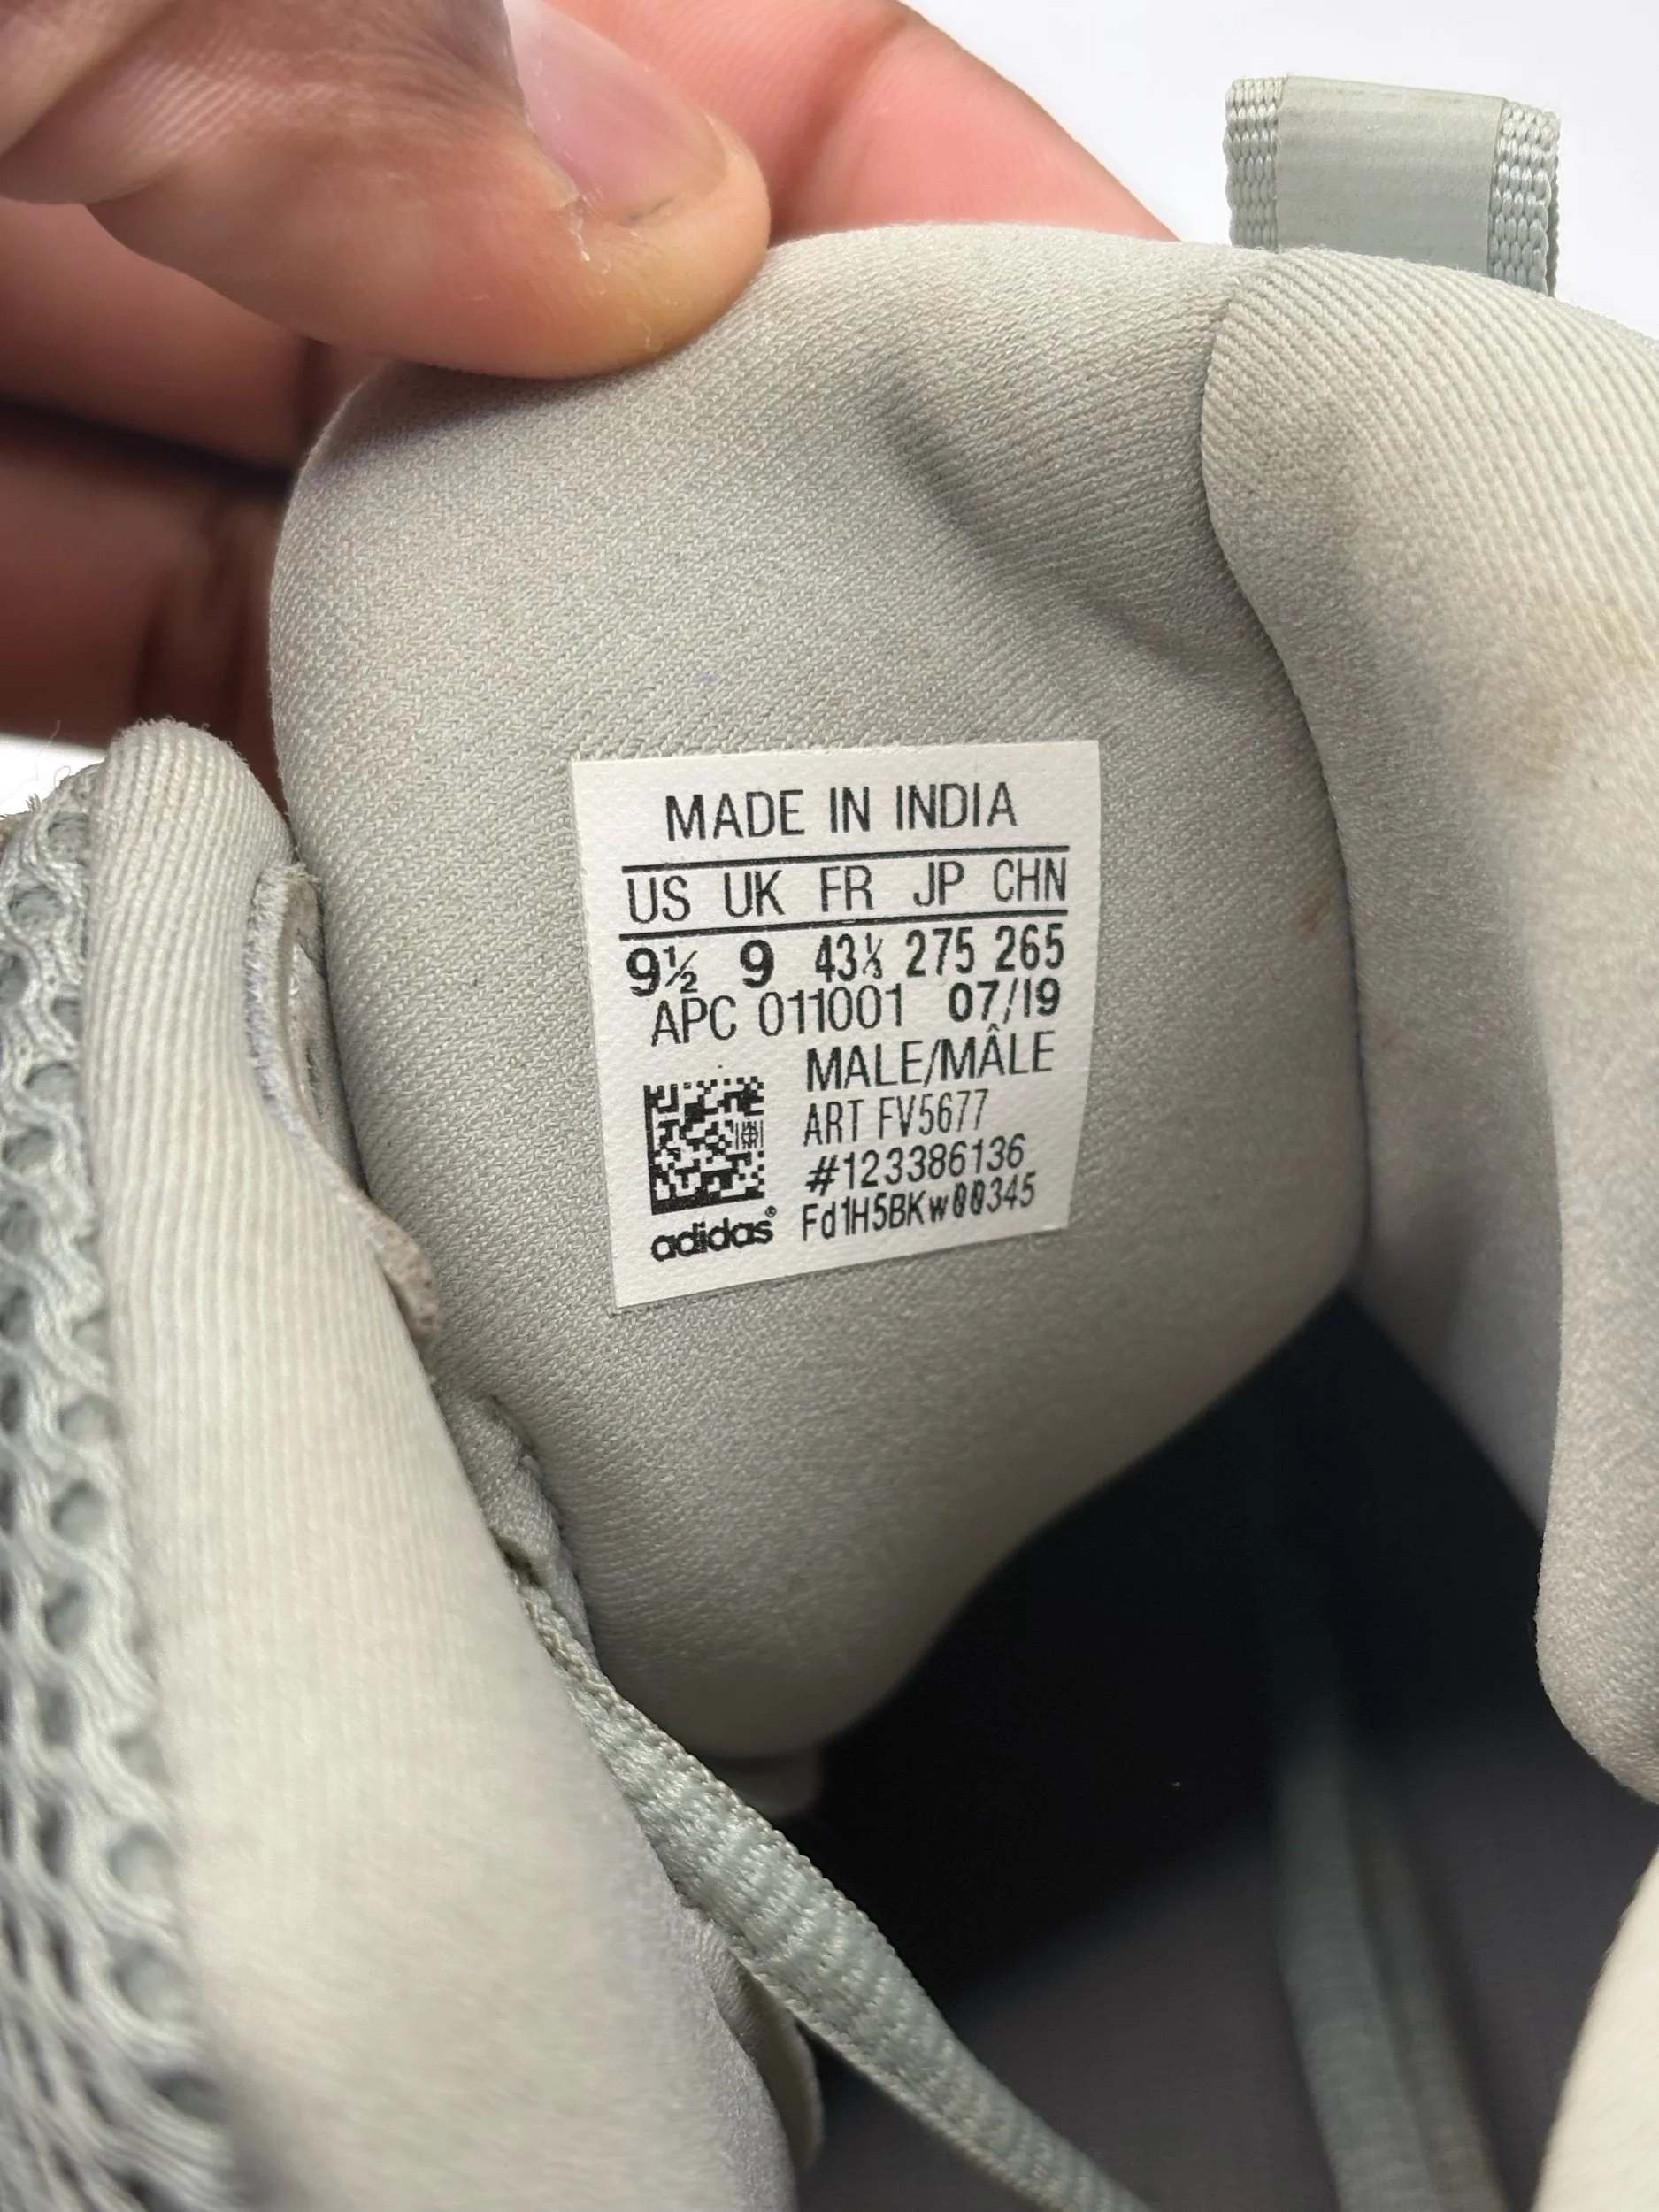 MADE IN INDIA
US UK FR JP CHN
9½ 9 43⅓ 275 265
APC 011001 07/19
MALE/MÂLE
ART FV5677
#123386136
adidas® Fd1H5BKw00345